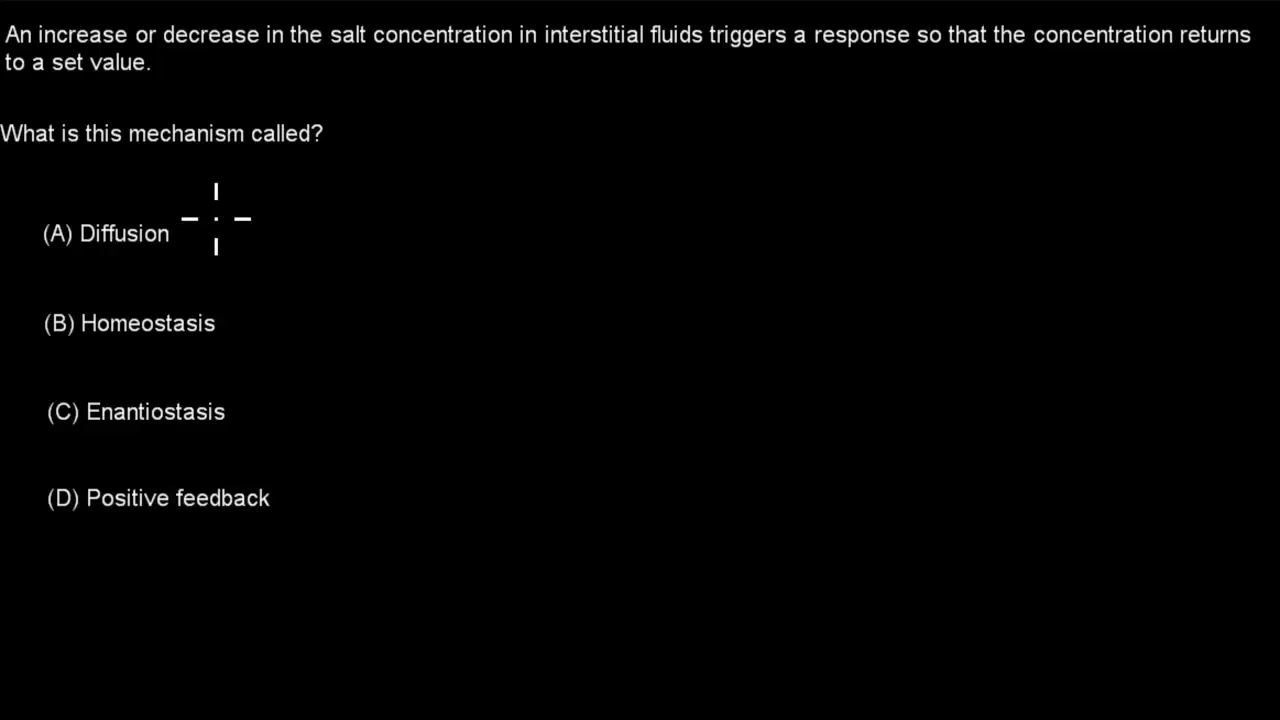 An increase or decrease in the salt concentration in interstitial fluids triggers a response so that the concentration returns
to a set value.
What is this mechanism called?
(A) Diffusion
(B) Homeostasis
(C) Enantiostasis
(D) Positive feedback